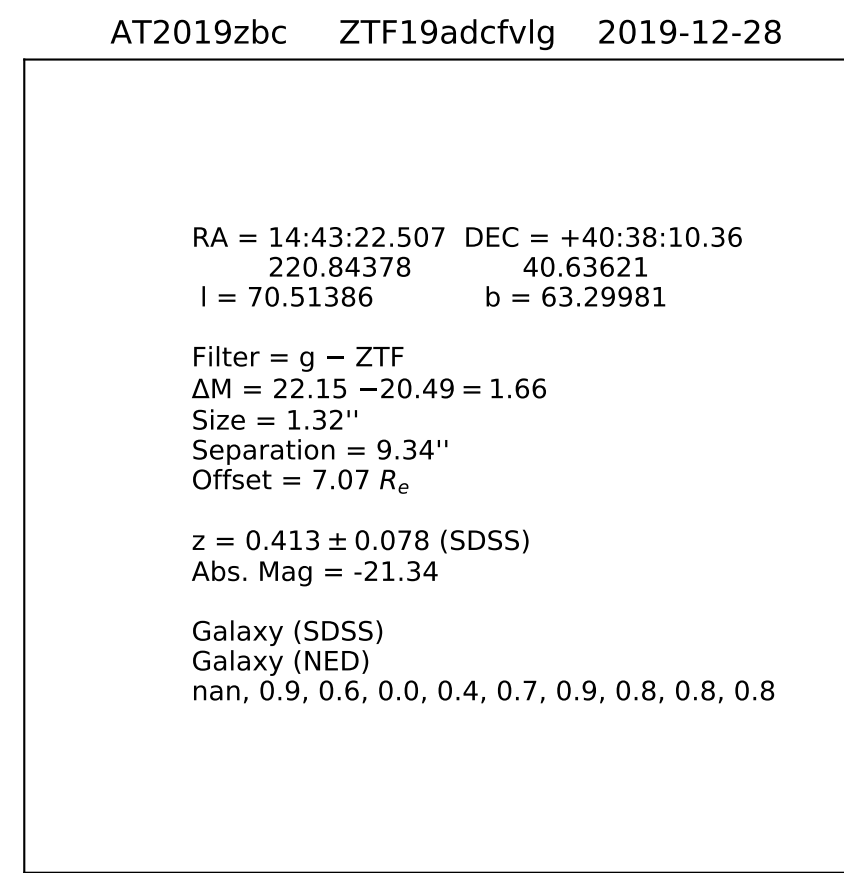 AT2019zbc ZTF19adcfvlg 2019-12-28
RA = 14:43:22.507 DEC = +40:38:10.36
220.84378 40.63621
l = 70.51386 b = 63.29981
Filter = g − ZTF
ΔM = 22.15 −20.49 = 1.66
Size = 1.32''
Separation = 9.34''
Offset = 7.07 Rₑ
z = 0.413 ± 0.078 (SDSS)
Abs. Mag = -21.34
Galaxy (SDSS)
Galaxy (NED)
nan, 0.9, 0.6, 0.0, 0.4, 0.7, 0.9, 0.8, 0.8, 0.8